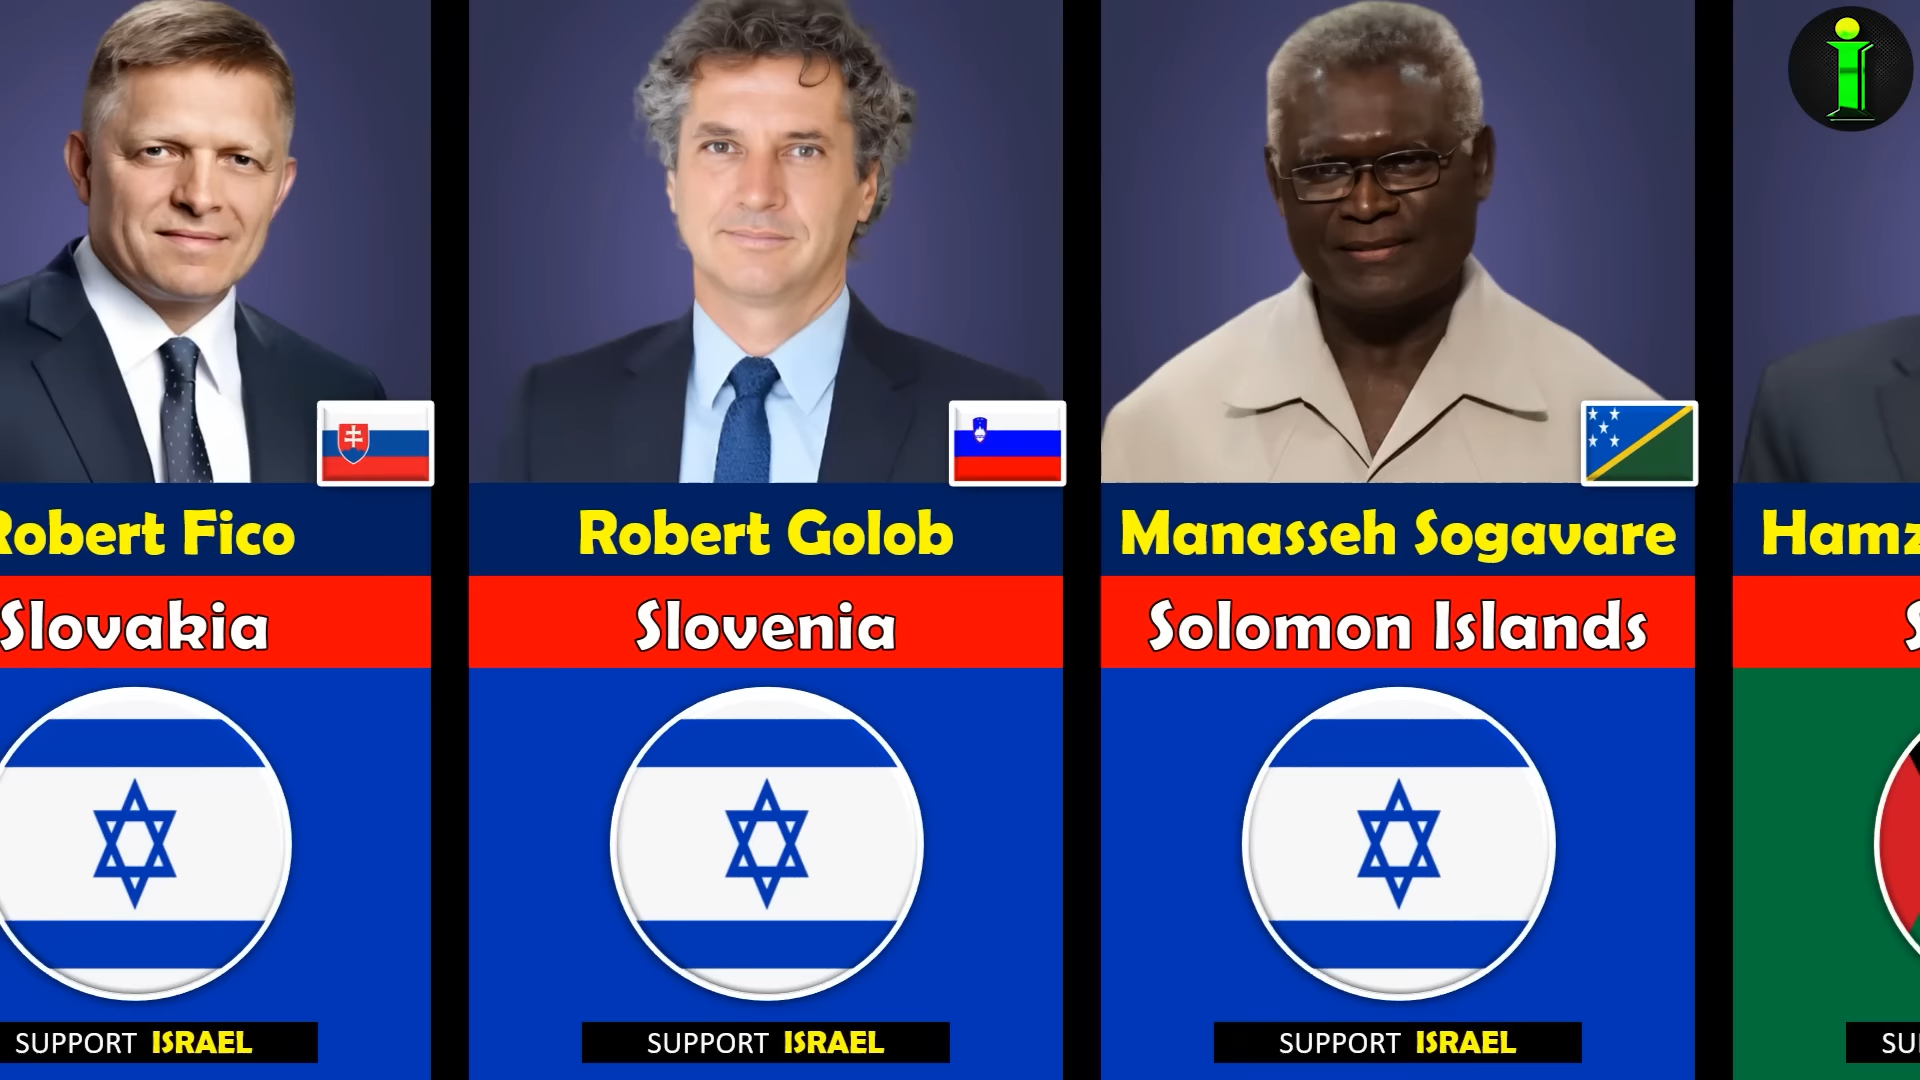 Robert Fico
Slovakia
SUPPORT ISRAEL
Robert Golob
Slovenia
SUPPORT ISRAEL
Manasseh Sogavare
Solomon Islands
SUPPORT ISRAEL